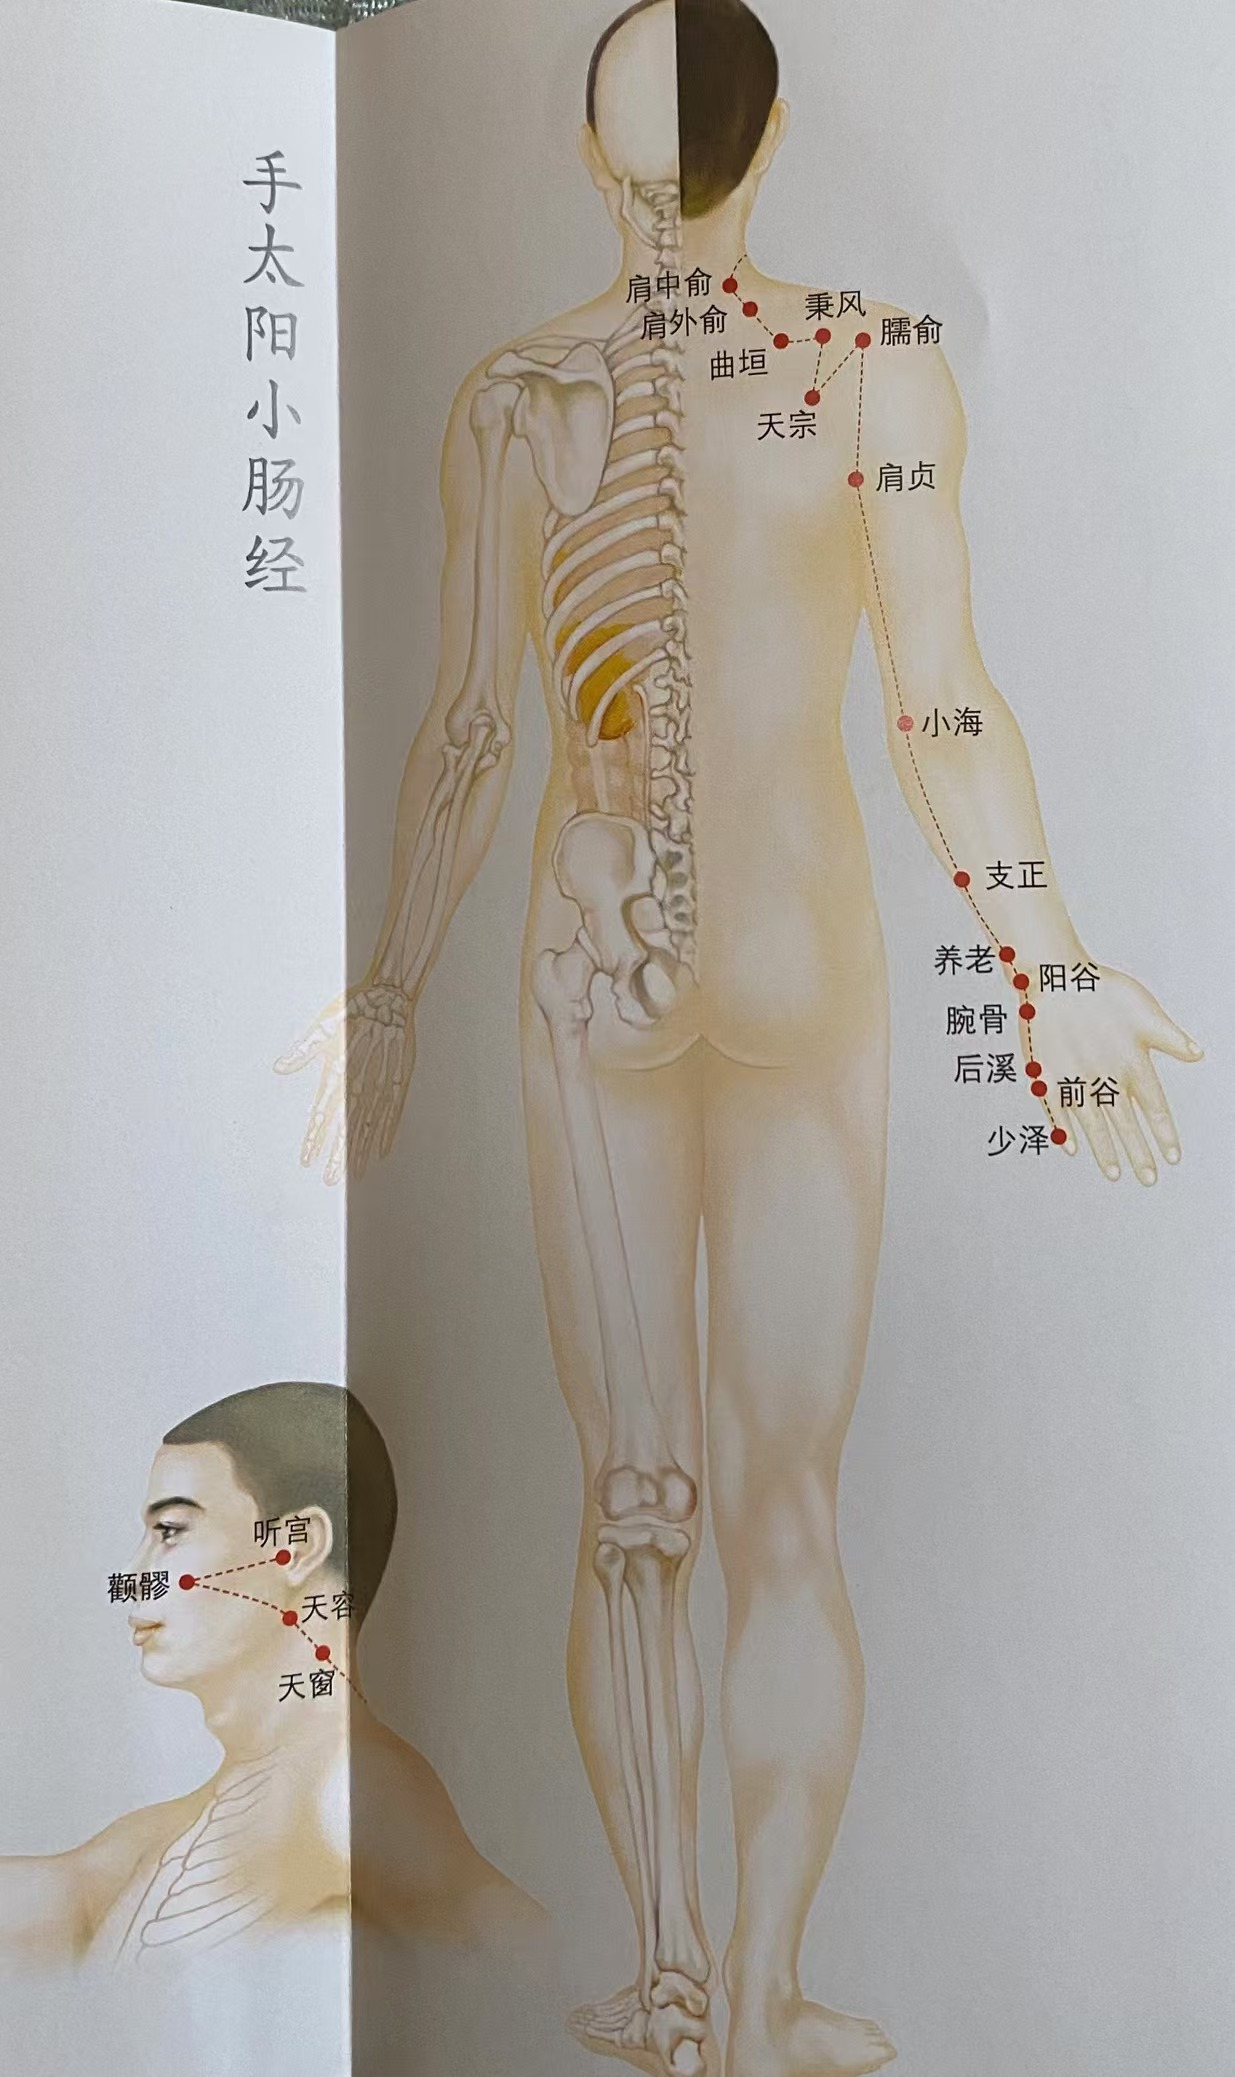 手太阳小肠经
肩中俞
肩外俞
秉风
臑俞
曲垣
天宗
肩贞
小海
支正
养老
阳谷
腕骨
后溪
前谷
少泽
听宫
颧髎
天容
天窗